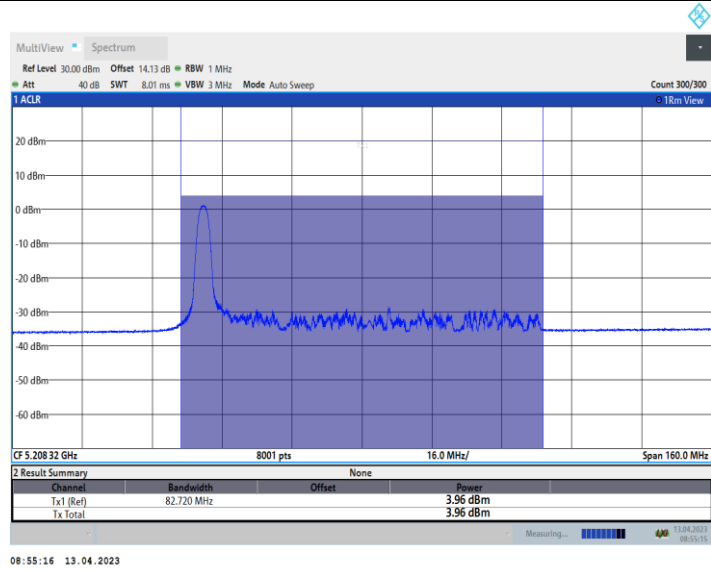 R&S
MultiView Spectrum
Ref Level 30.00 dBm Offset 14.13 dB RBW 1 MHz
Att 40 dB SWT 8.01 ms VBW 3 MHz Mode Auto Sweep Count 300/300
1 ACLR 1Rm View
20 dBm
10 dBm
0 dBm
-10 dBm
-20 dBm
-30 dBm
-40 dBm
-50 dBm
-60 dBm
CF 5.208 32 GHz 8001 pts 16.0 MHz/ Span 160.0 MHz
2 Result Summary None
Channel Bandwidth Offset Power
Tx1 (Ref) 82.720 MHz 3.96 dBm
Tx Total 3.96 dBm
Measuring... 13.04.2023
08:55:15
08:55:16 13.04.2023